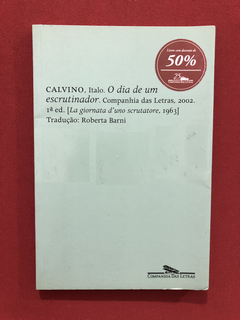 Livro com desconto de
50%
CALVINO, Italo. O dia de um
escrutinador. Companhia das Letras, 2002.
1ª ed. [La giornata d'uno scrutatore, 1963]
Tradução: Roberta Barni
COMPANHIA DAS LETRAS